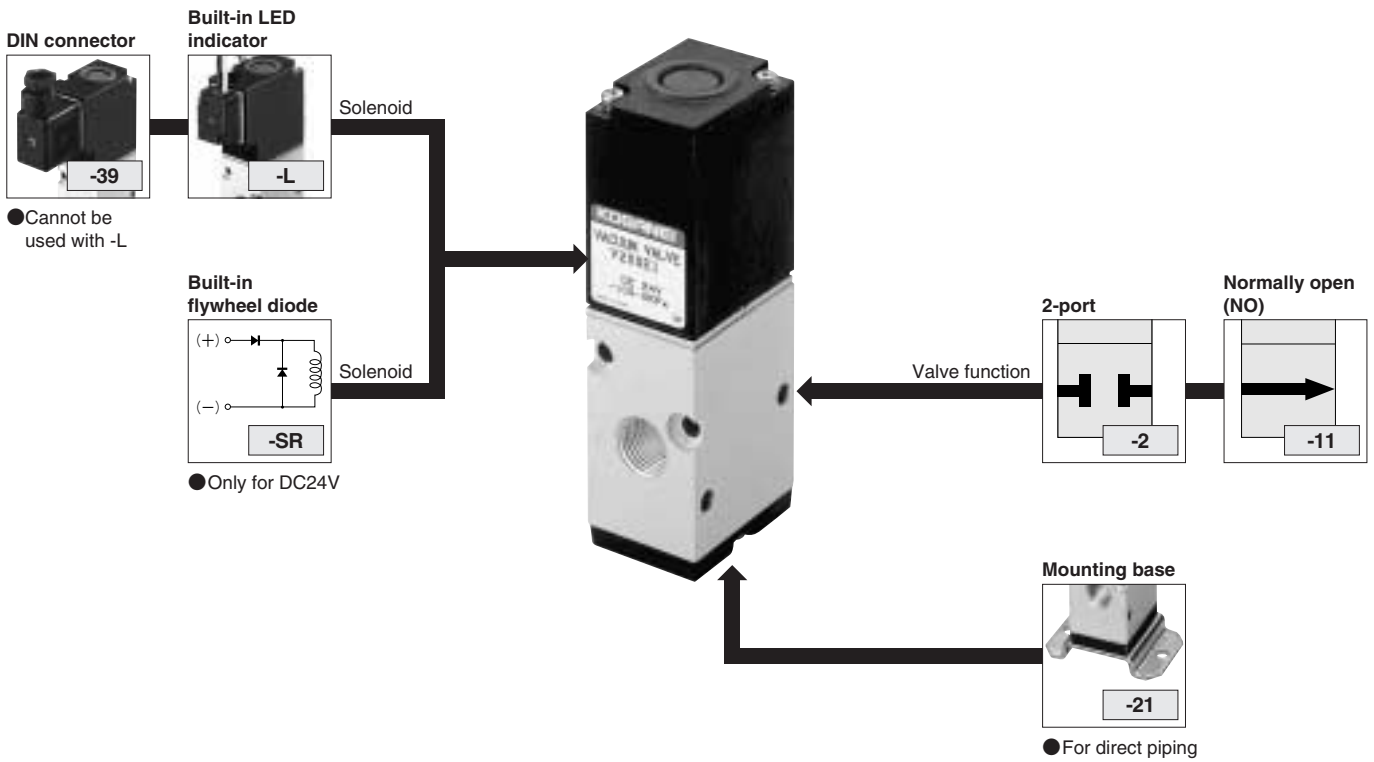 DIN connector
-39
●Cannot be
used with -L
Built-in LED
indicator
-L
Solenoid
Built-in
flywheel diode
(+)
(−)
-SR
Solenoid
●Only for DC24V
KOGANEI
VACUUM VALVE
DC 24V
Valve function
2-port
-2
Normally open
(NO)
-11
Mounting base
-21
●For direct piping